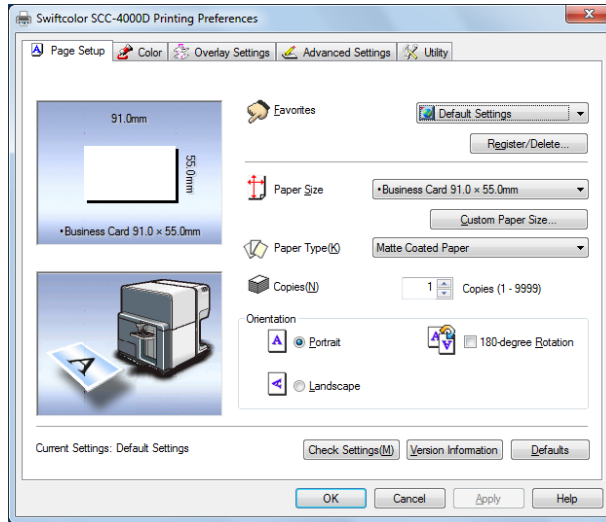 Swiftcolor SCC-4000D Printing Preferences
Page Setup Color Overlay Settings Advanced Settings Utility
91.0mm
55.0mm
•Business Card 91.0 × 55.0mm
Favorites
Default Settings
Register/Delete...
Paper Size
•Business Card 91.0 × 55.0mm
Custom Paper Size...
Paper Type(K)
Matte Coated Paper
Copies(N)
1
Copies (1 - 9999)
Orientation
A Portrait
A Landscape
180-degree Rotation
A
Current Settings: Default Settings
Check Settings(M) Version Information Defaults
OK Cancel Apply Help